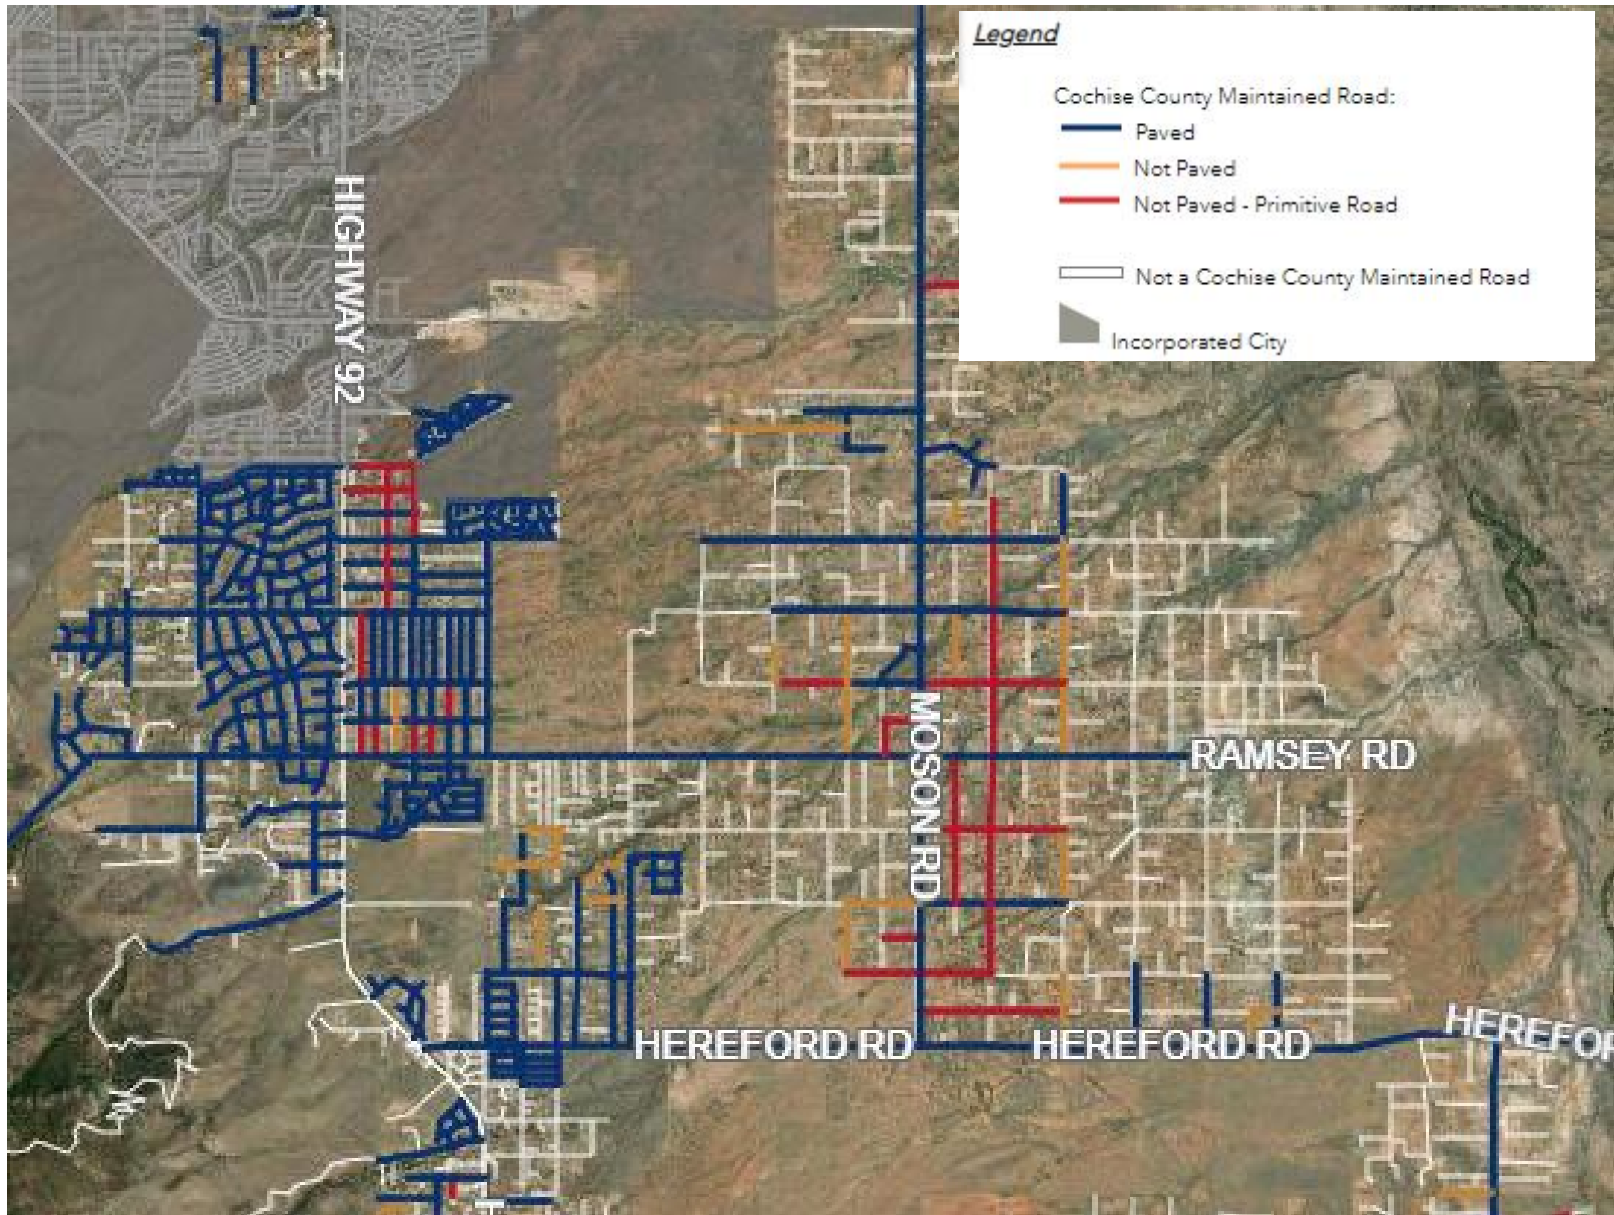 Legend
Cochise County Maintained Road:
Paved
Not Paved
Not Paved - Primitive Road
Not a Cochise County Maintained Road
Incorporated City
HIGHWAY 92
MOSON RD
RAMSEY RD
HEREFORD RD
HEREFORD RD
HEREFOR